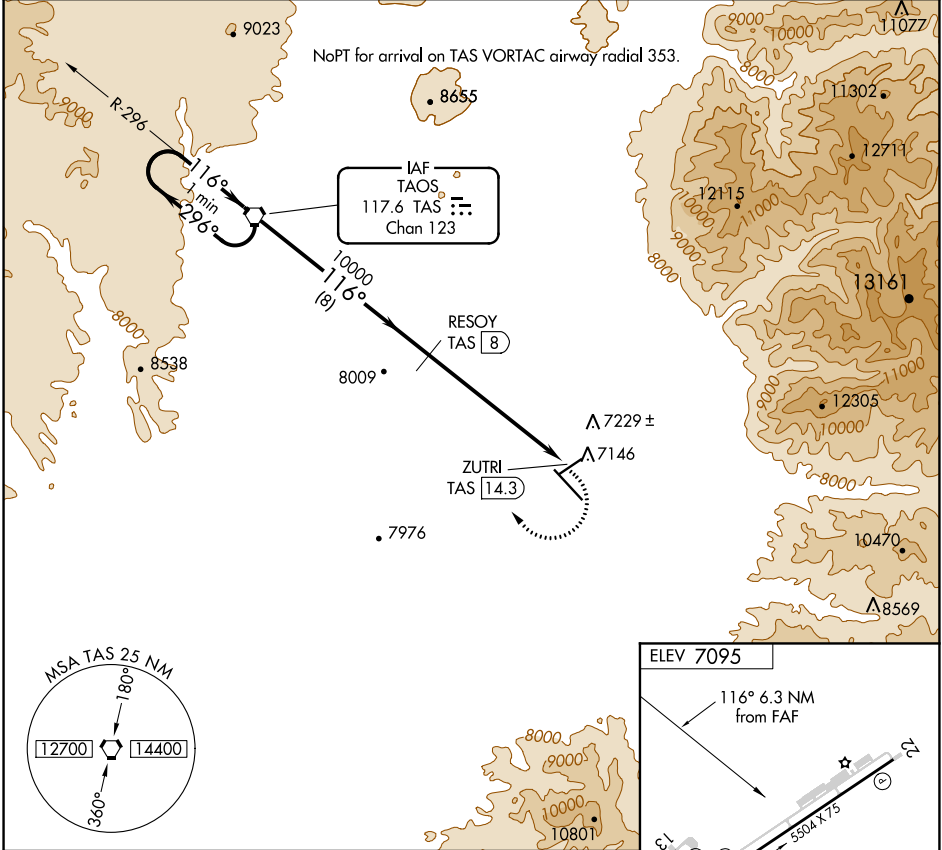 9023
NoPT for arrival on TAS VORTAC airway radial 353.
9000
10000
11077
8000
9000
R-296
8655
11302
12711
116°
1 min
296°
IAF
TAOS
117.6 TAS
Chan 123
12115
10000
11000
9000
8000
13161
10000
116°
(8)
RESOY
TAS 8
8000
8538
8009
11000
9000
12305
10000
7229 ±
7146
ZUTRI
TAS 14.3
8000
7976
10470
8569
MSA TAS 25 NM
180°
12700
14400
360°
ELEV 7095
116° 6.3 NM
from FAF
22
P
5504 X 75
13
8000
9000
10000
10801